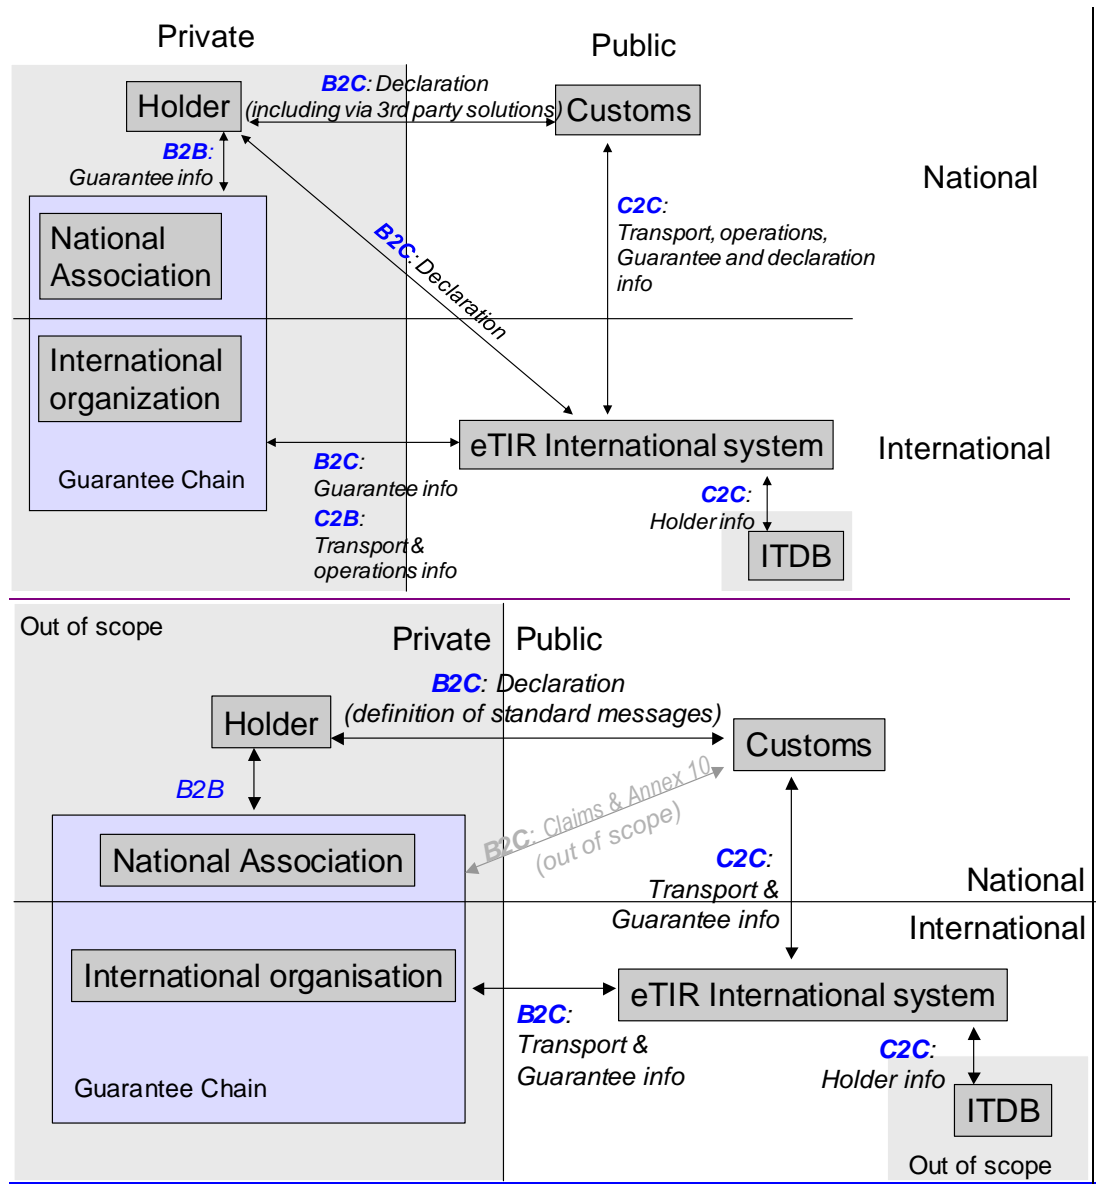 Private
Public
B2C: Declaration
(including via 3rd party solutions)
Holder
Customs
B2B:
Guarantee info
National
C2C:
Transport, operations,
Guarantee and declaration
info
National
Association
B2C: Declaration
International
organization
Guarantee Chain
eTIR International system
International
B2C:
Guarantee info
C2B:
Transport &
operations info
C2C:
Holder info
ITDB
Out of scope
Private
Public
B2C: Declaration
(definition of standard messages)
Holder
Customs
B2B
B2C: Claims & Annex 10
(out of scope)
National Association
C2C:
Transport &
Guarantee info
National
International
International organisation
eTIR International system
B2C:
Transport &
Guarantee info
C2C:
Holder info
Guarantee Chain
ITDB
Out of scope